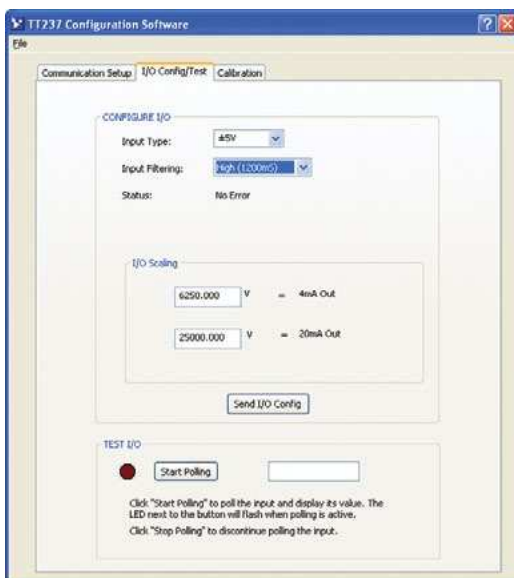 TT237 Configuration Software
File
Communication Setup I/O Config/Test Calibration
CONFIGURE I/O
Input Type: ±5V
Input Filtering: High (1200mS)
Status: No Error
I/O Scaling
6250.000 V = 4mA Out
25000.000 V = 20mA Out
Send I/O Config
TEST I/O
Start Polling
Click "Start Polling" to poll the input and display its value. The
LED next to the button will flash when polling is active.
Click "Stop Polling" to discontinue polling the input.